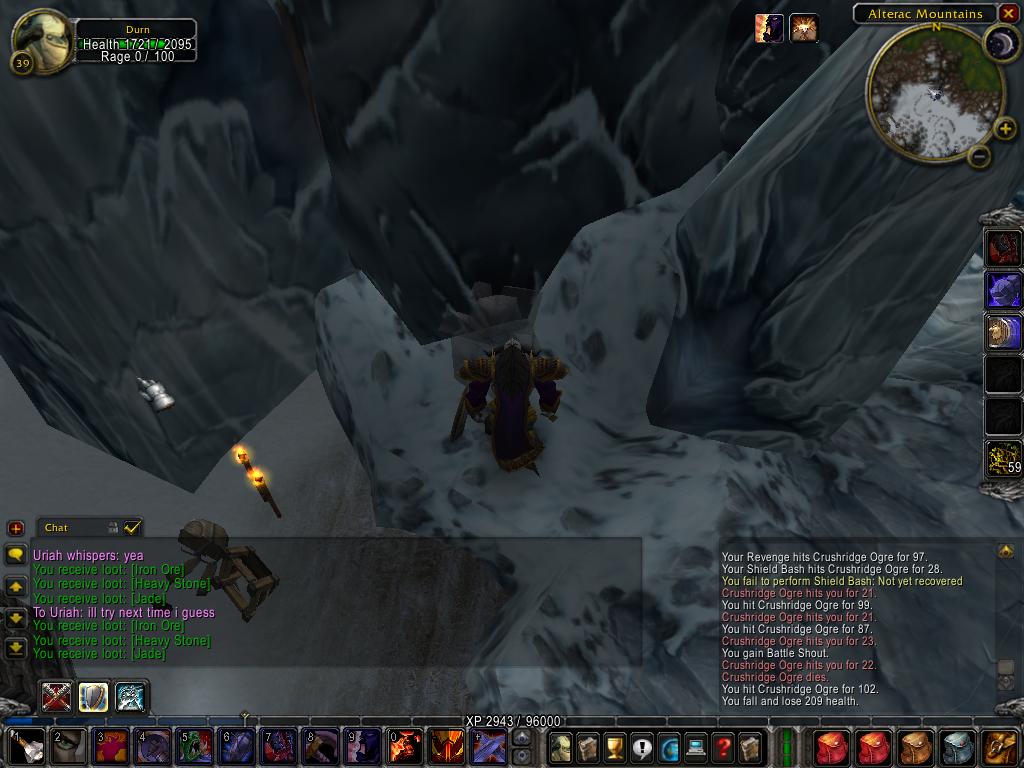 Durn
Health 1721 / 2095
Rage 0 / 100
39
Alterac Mountains
N
59
Chat
Uriah whispers: yea
You receive loot: [Iron Ore]
You receive loot: [Heavy Stone]
You receive loot: [Jade]
To Uriah: ill try next time i guess
You receive loot: [Iron Ore]
You receive loot: [Heavy Stone]
You receive loot: [Jade]
Your Revenge hits Crushridge Ogre for 97.
Your Shield Bash hits Crushridge Ogre for 28.
You fail to perform Shield Bash: Not yet recovered
Crushridge Ogre hits you for 21.
You hit Crushridge Ogre for 99.
Crushridge Ogre hits you for 21.
You hit Crushridge Ogre for 87.
Crushridge Ogre hits you for 23.
You gain Battle Shout.
Crushridge Ogre hits you for 22.
Crushridge Ogre dies.
You hit Crushridge Ogre for 102.
You fall and lose 209 health.
XP 2943 / 96000
1 2 3 4 5 6 7 8 9 0 - +